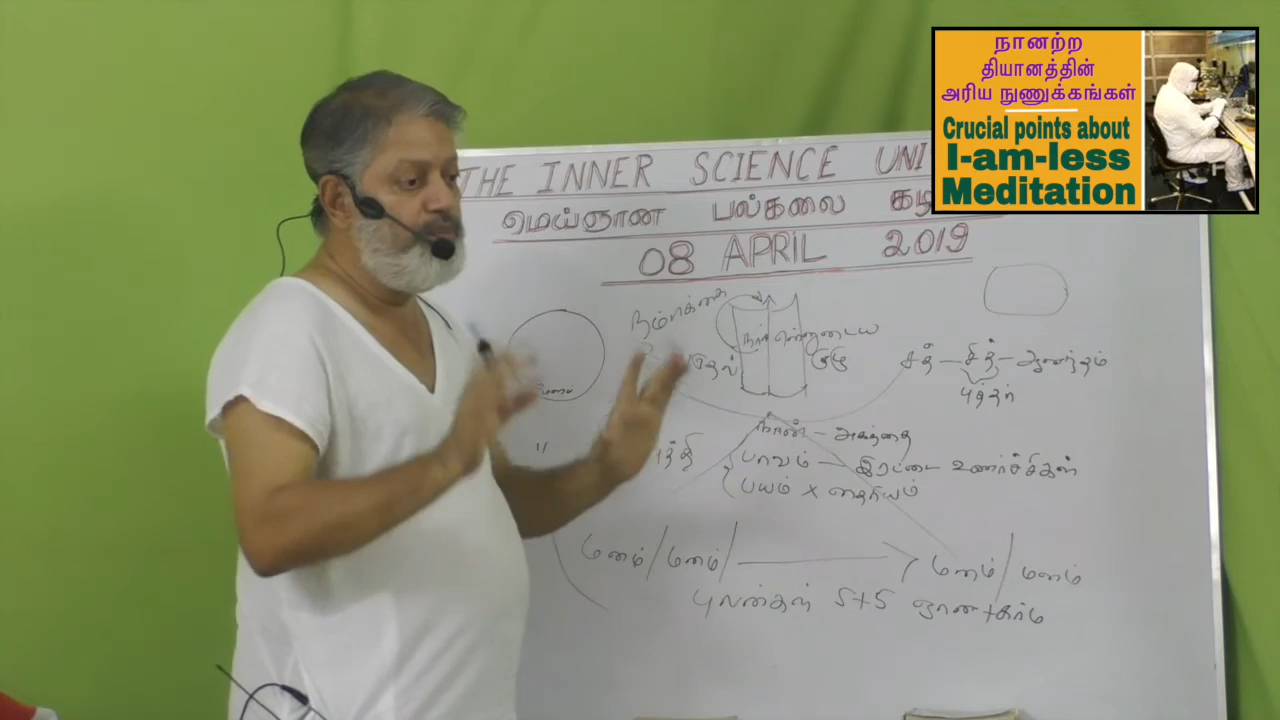 THE INNER SCIENCE UNI
மெய்ஞான பல்கலை கழ
08 APRIL 2019
நானற்ற
தியானத்தின்
அரிய நுணுக்கங்கள்
Crucial points about
I-am-less
Meditation
நான் என்னுடைய
சத் - சித் - ஆனந்தம்
நான் - அகந்தை
பாவம் - இரட்டை உணர்ச்சிகள்
பயம் x தைரியம்
மனம் / மனம் / மனம் / மனம்
புலன்கள் 5+5 ஞான + கர்ம